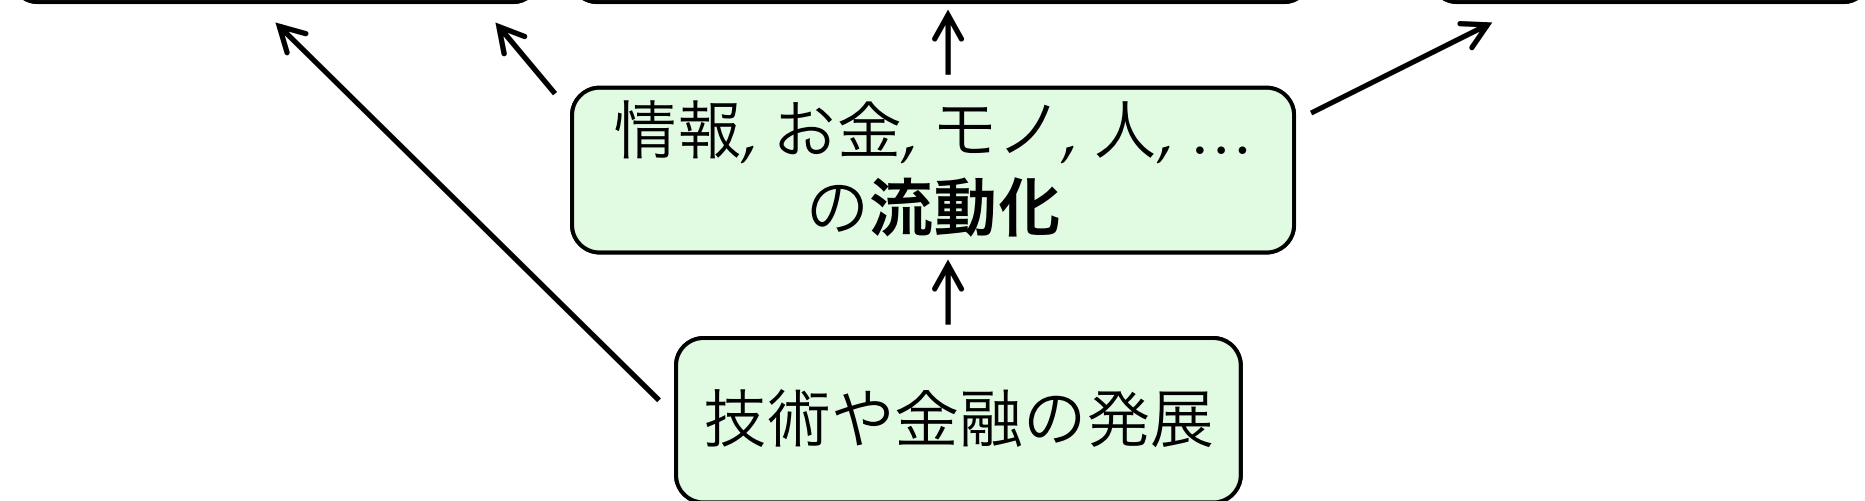 情報, お金, モノ, 人, …
の流動化
技術や金融の発展